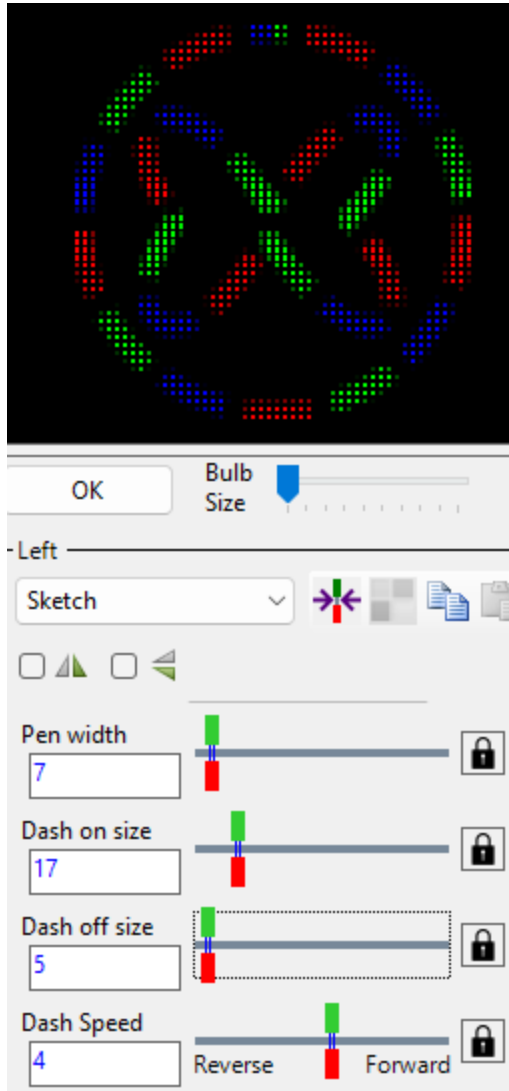 OK
Bulb
Size
Left
Sketch
Pen width
7
Dash on size
17
Dash off size
5
Dash Speed
4
Reverse
Forward